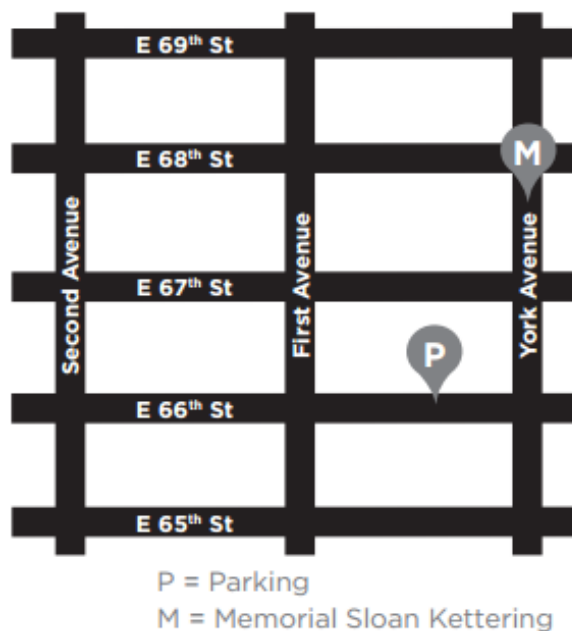 E 69th St
E 68th St
M
Second Avenue
First Avenue
York Avenue
E 67th St
P
E 66th St
E 65th St
P = Parking
M = Memorial Sloan Kettering